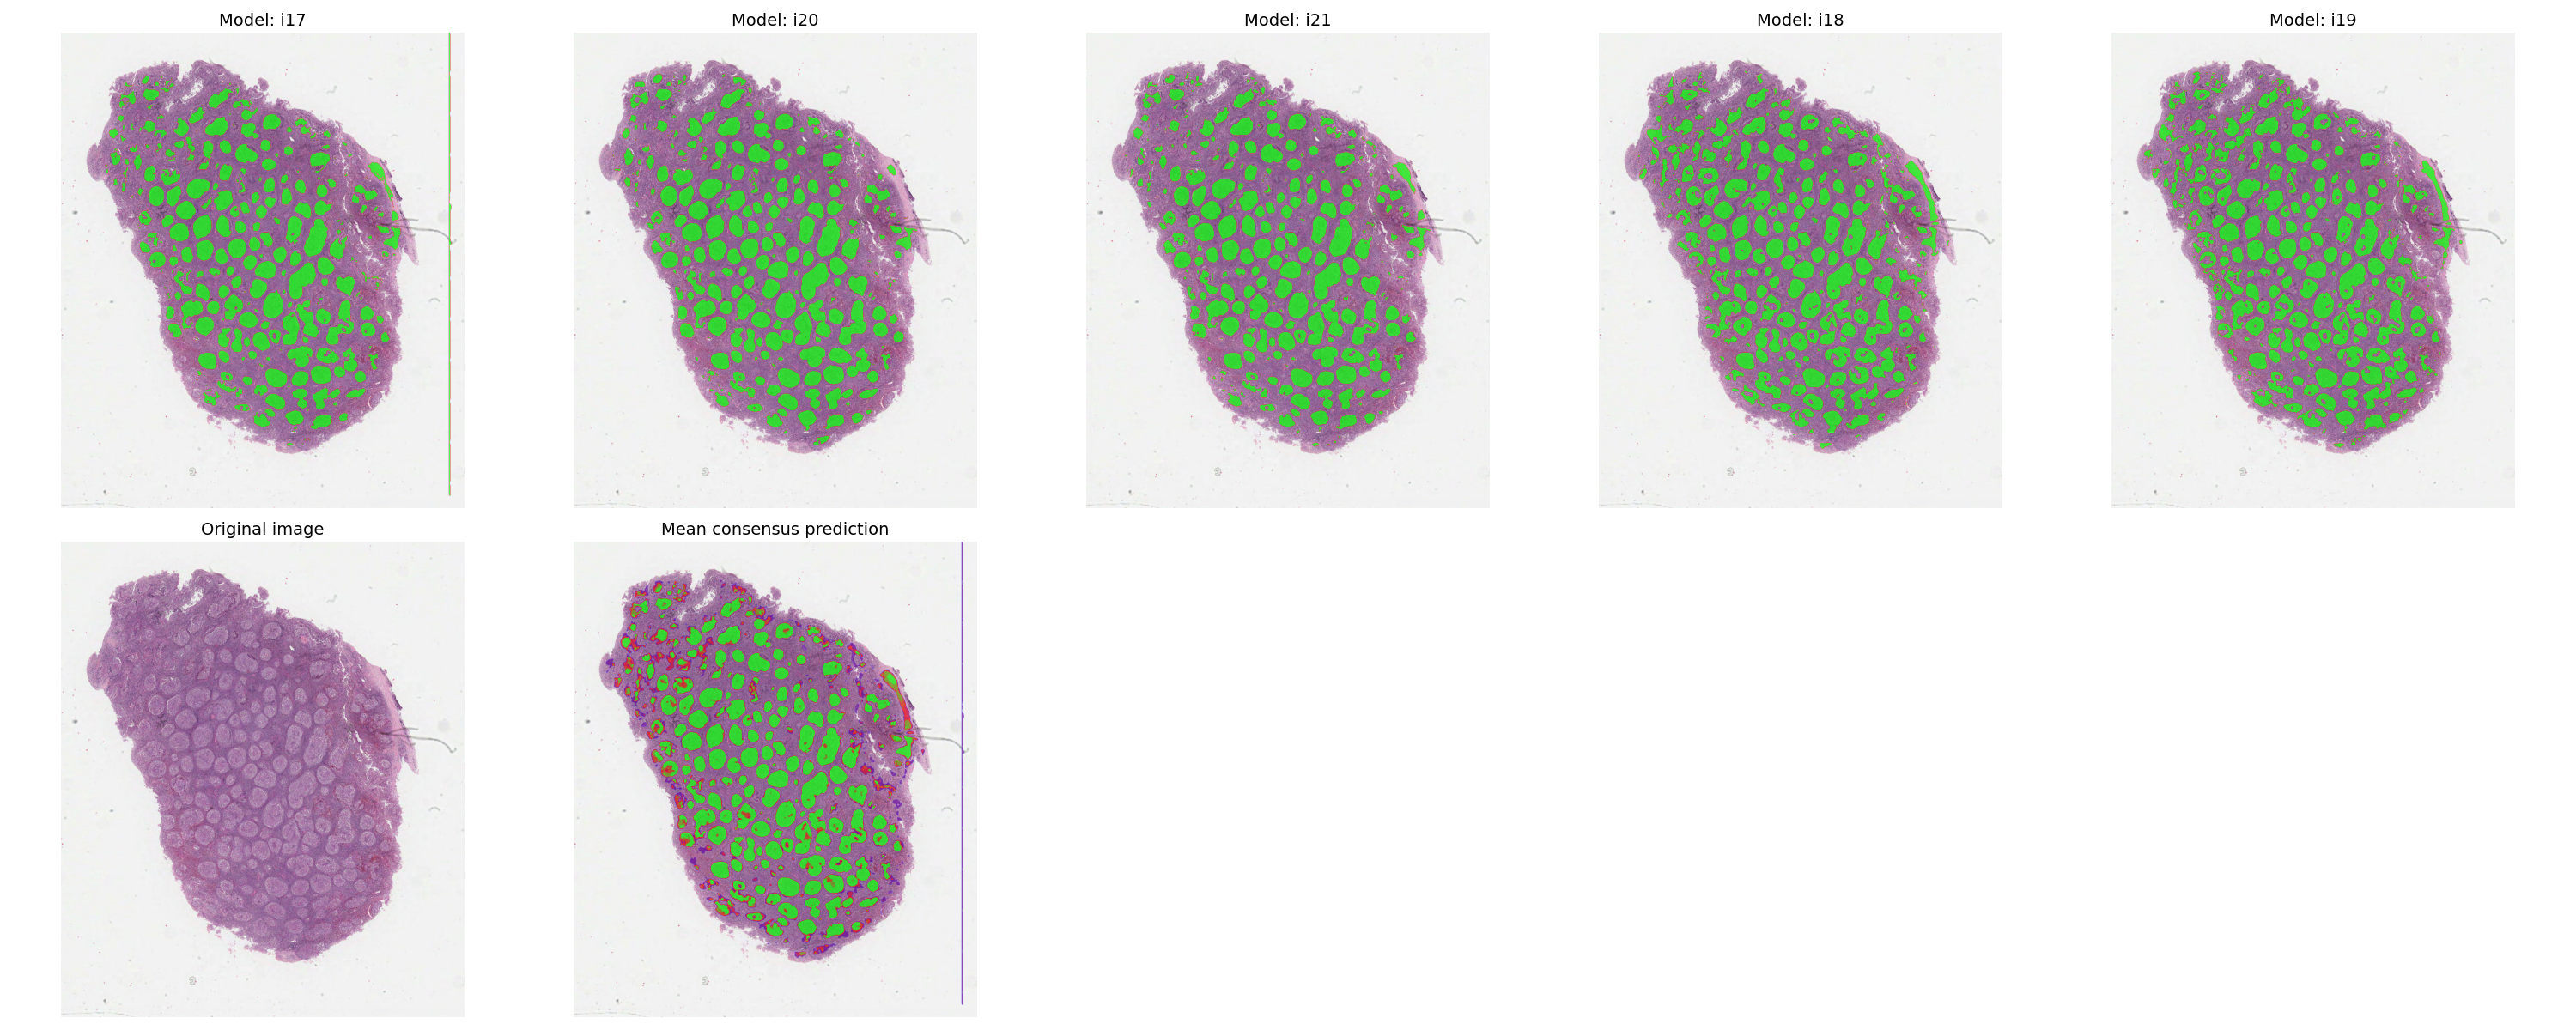 Model: i17
Model: i20
Model: i21
Model: i18
Model: i19
Original image
Mean consensus prediction